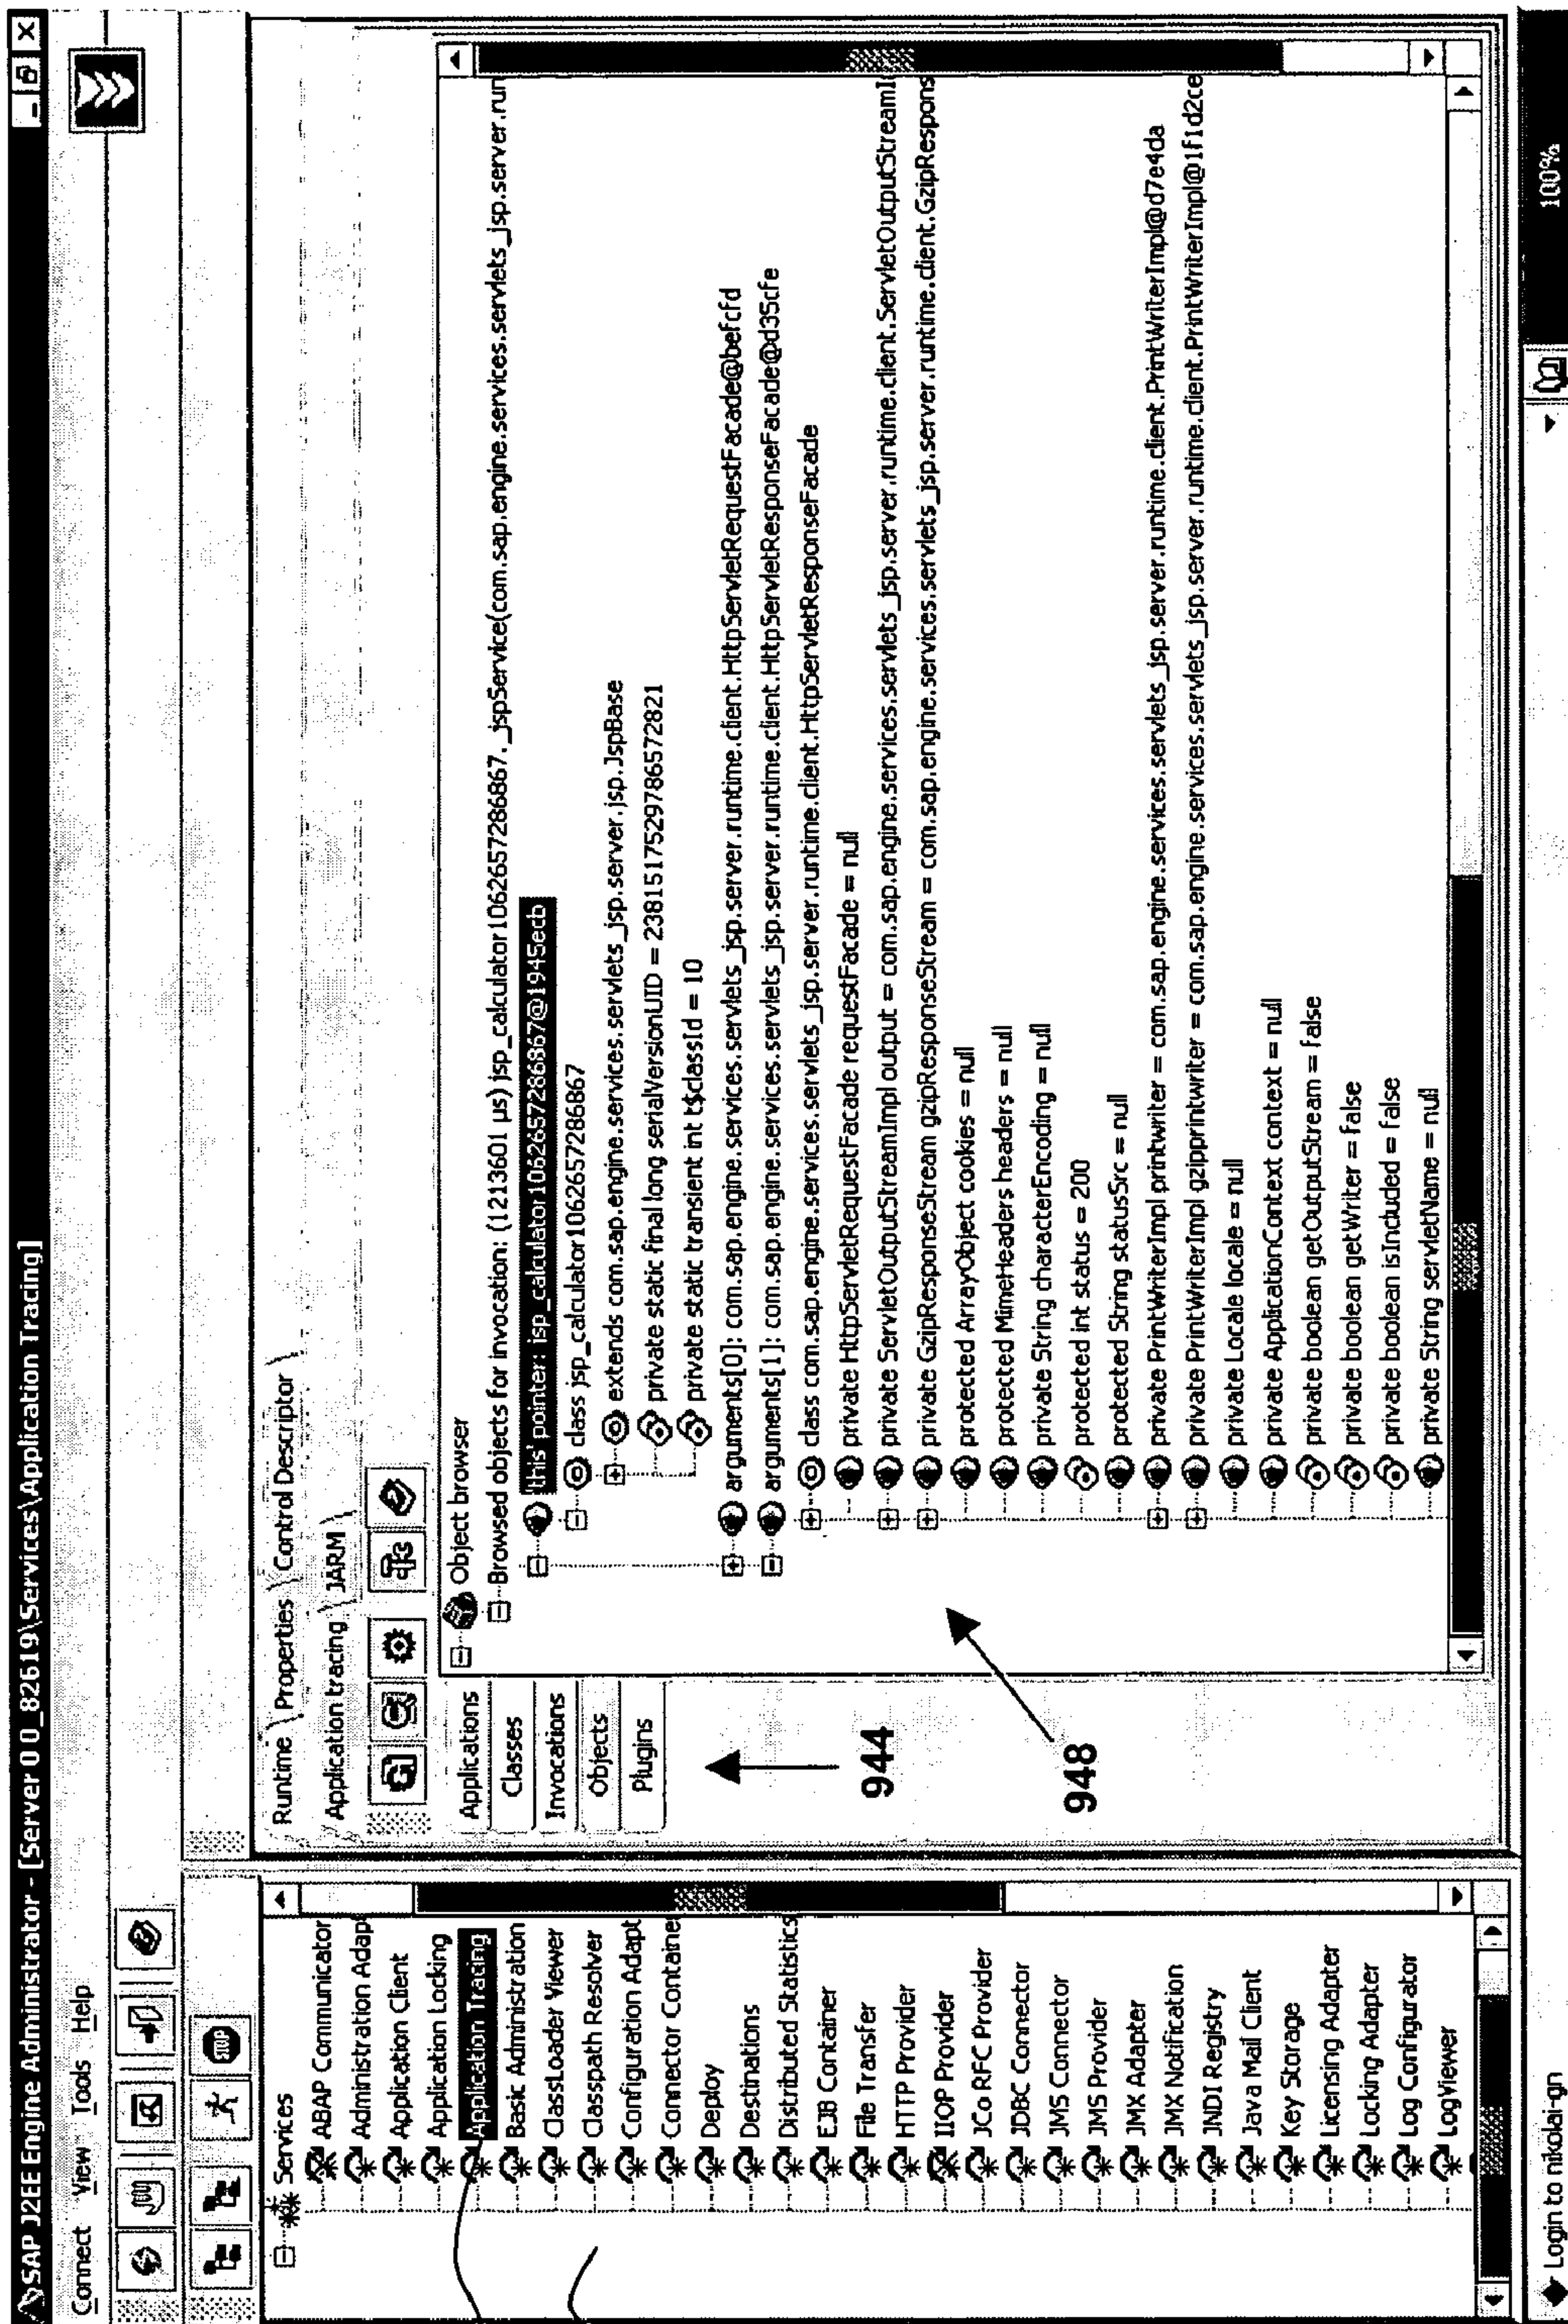 SAP J2EE Engine Administrator - [Server 0 0_82619\Services\Application Tracing]
Connect View Tools Help
STOP
Services
ABAP Communicator
Administration Adap
Application Client
Application Locking
Application Tracing
Basic Administration
ClassLoader Viewer
Classpath Resolver
Configuration Adapt
Connector Container
Deploy
Destinations
Distributed Statistics
EJB Container
File Transfer
HTTP Provider
IIOP Provider
JCo RFC Provider
JDBC Connector
JMS Connector
JMS Provider
JMX Adapter
JMX Notification
JNDI Registry
Java Mail Client
Key Storage
Licensing Adapter
Locking Adapter
Log Configurator
LogViewer
Runtime Properties Control Descriptor
Application tracing JARM
Applications
Classes
Invocations
Objects
Plugins
944
948
Object browser
Browsed objects for invocation: (1213601 µs) jsp_calculator1062657286867._jspService(com.sap.engine.services.servlets_jsp.server.run
'this' pointer: jsp_calculator1062657286867@1945ecb
class jsp_calculator1062657286867
extends com.sap.engine.services.servlets_jsp.server.jsp.JspBase
private static final long serialVersionUID = 2381517529786572821
private static transient int t$classId = 10
arguments[0]: com.sap.engine.services.servlets_jsp.server.runtime.client.HttpServletRequestFacade@befcfd
arguments[1]: com.sap.engine.services.servlets_jsp.server.runtime.client.HttpServletResponseFacade@d35cfe
class com.sap.engine.services.servlets_jsp.server.runtime.client.HttpServletResponseFacade
private HttpServletRequestFacade requestFacade = null
private ServletOutputStreamImpl output = com.sap.engine.services.servlets_jsp.server.runtime.client.ServletOutputStreamI
private GzipResponseStream gzipResponseStream = com.sap.engine.services.servlets_jsp.server.runtime.client.GzipRespons
protected ArrayObject cookies = null
protected MimeHeaders headers = null
private String characterEncoding = null
protected int status = 200
protected String statusSrc = null
private PrintWriterImpl printwriter = com.sap.engine.services.servlets_jsp.server.runtime.client.PrintWriterImpl@d7e4da
private PrintWriterImpl gzipprintwriter = com.sap.engine.services.servlets_jsp.server.runtime.client.PrintWriterImpl@1f1d2ce
private Locale locale = null
private ApplicationContext context = null
private boolean getOutputStream = false
private boolean getWriter = false
private boolean isIncluded = false
private String servletName = null
Login to nikolai-gn
100%